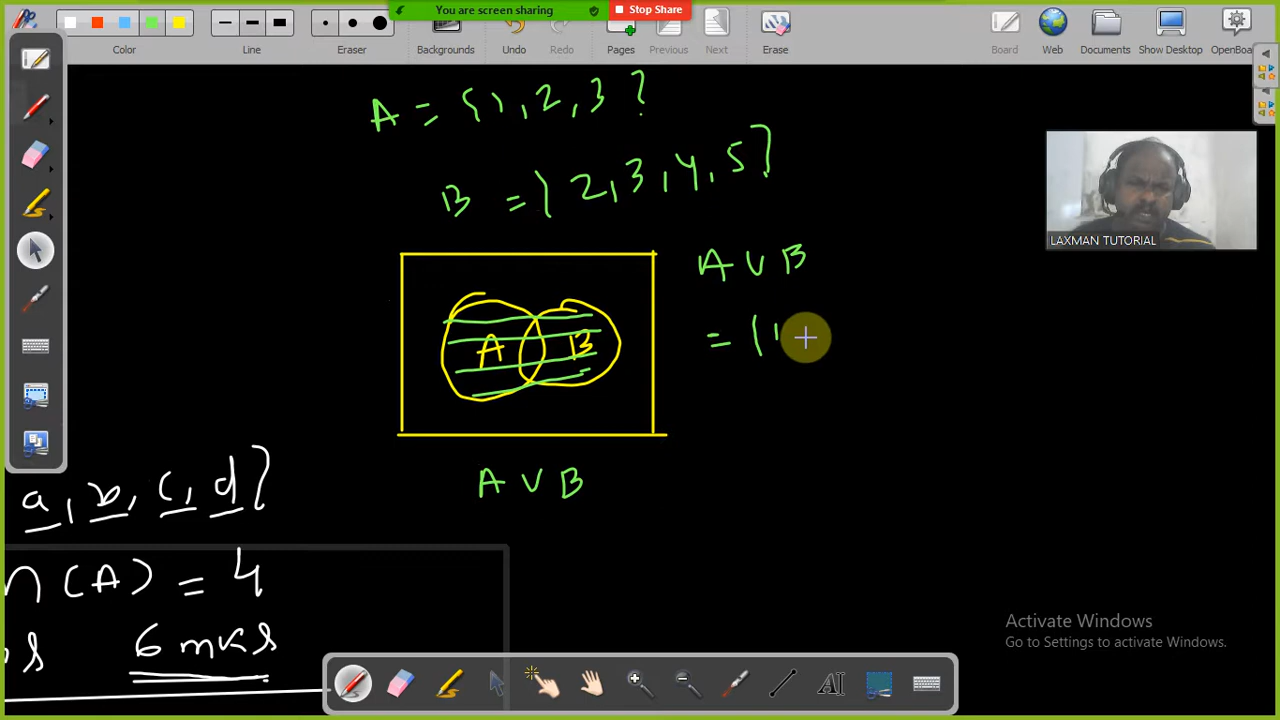 You are screen sharing Stop Share
Color Line Eraser Backgrounds Undo Redo Pages Previous Next Erase Board Web Documents Show Desktop OpenBoa
A = {1, 2, 3}
B = {2, 3, 4, 5}
LAXMAN TUTORIAL
A ∪ B
= {1
A B
A ∪ B
a, b, c, d}
n(A) = 4
6 mks
Activate Windows
Go to Settings to activate Windows.
AI